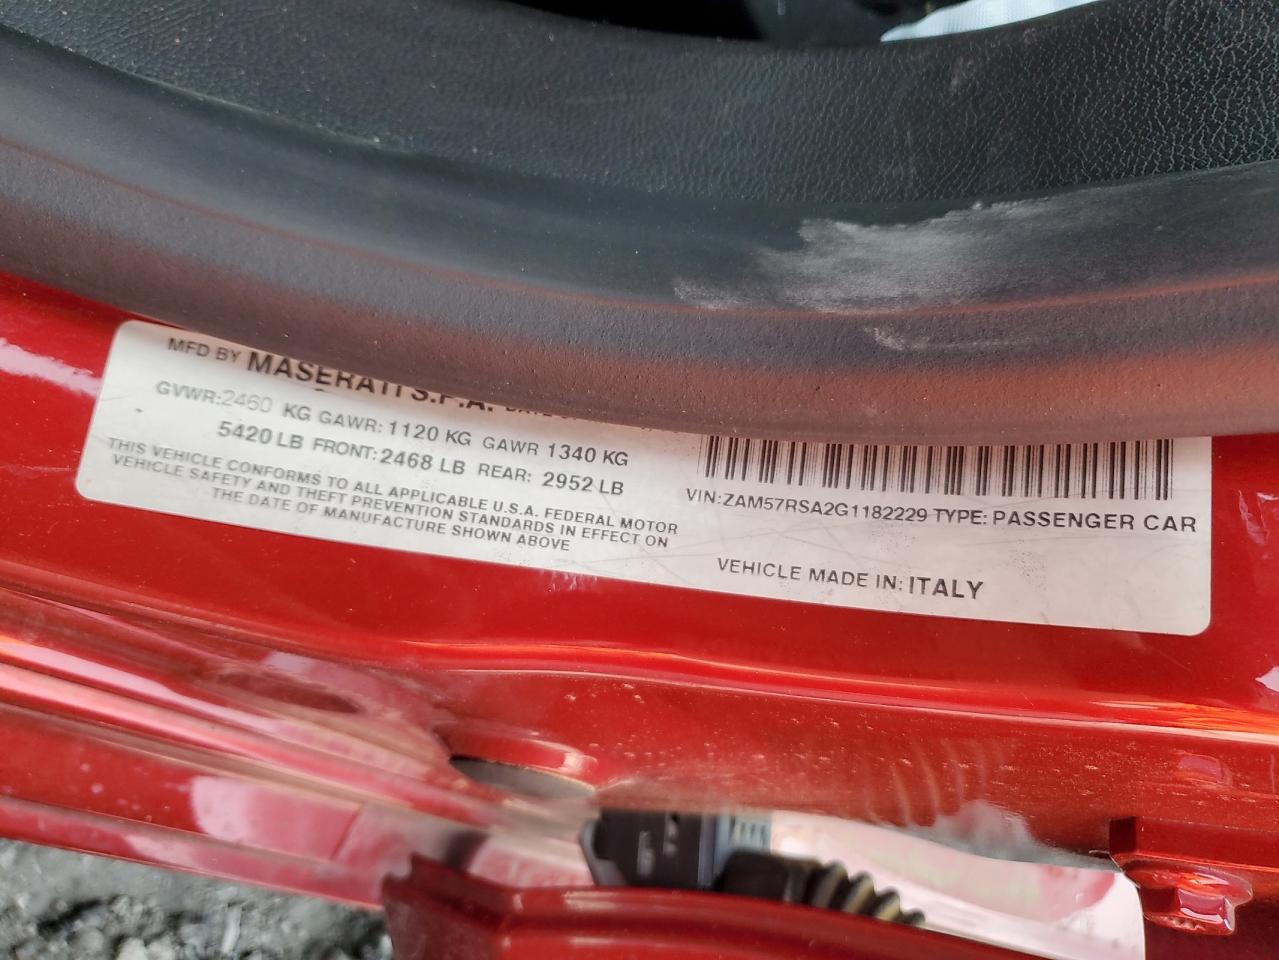 MFD BY MASERATI S.P.A.
GVWR:2460 KG GAWR: 1120 KG GAWR 1340 KG
5420 LB FRONT: 2468 LB REAR: 2952 LB
THIS VEHICLE CONFORMS TO ALL APPLICABLE U.S.A. FEDERAL MOTOR
VEHICLE SAFETY AND THEFT PREVENTION STANDARDS IN EFFECT ON
THE DATE OF MANUFACTURE SHOWN ABOVE
VIN:ZAM57RSA2G1182229 TYPE: PASSENGER CAR
VEHICLE MADE IN: ITALY